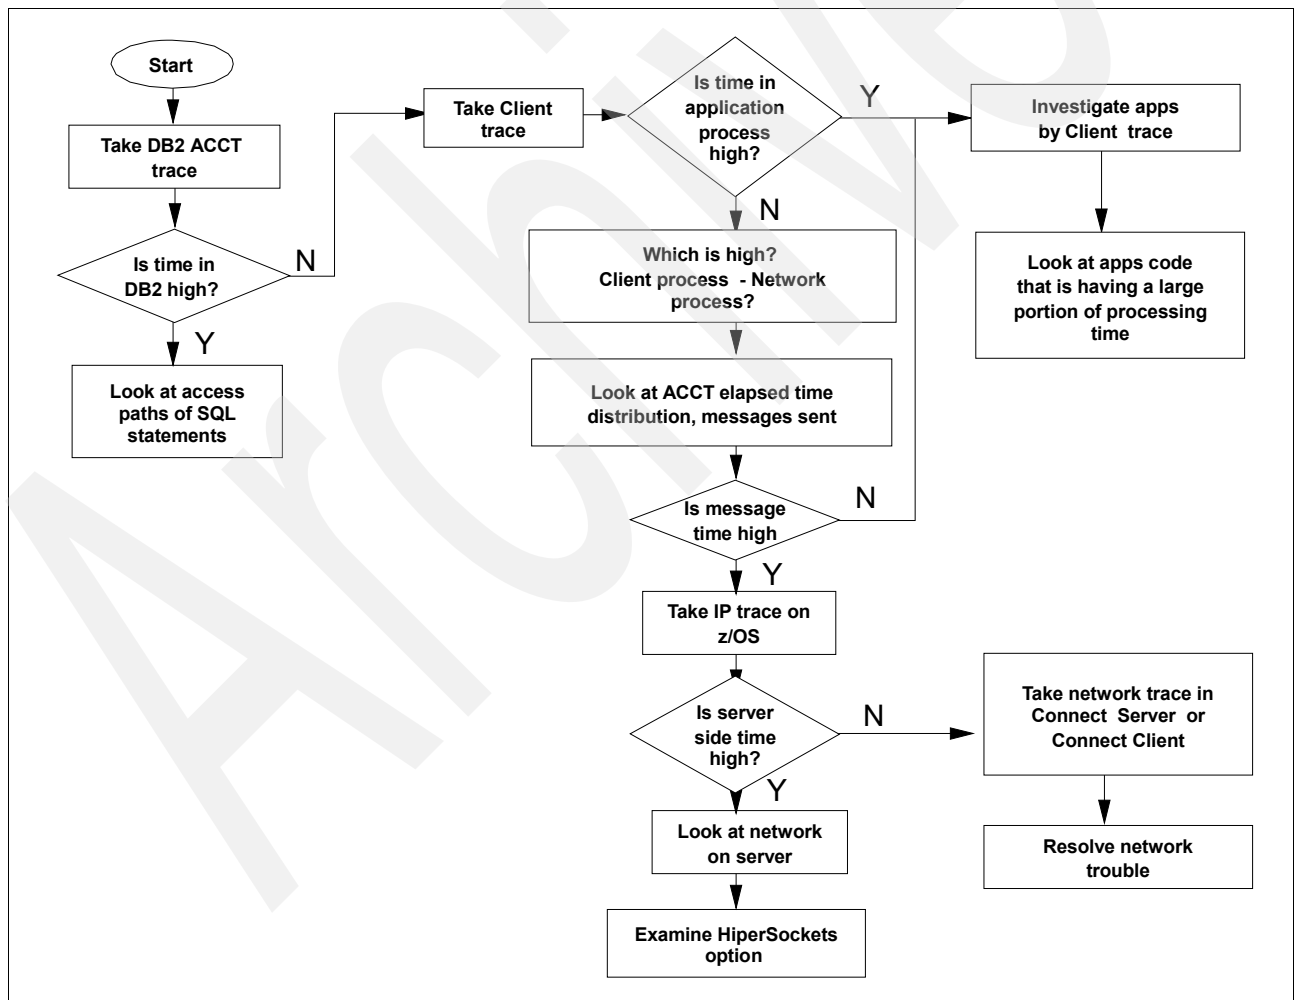 Start
Take DB2 ACCT
trace
Is time in
DB2 high?
N
Y
Look at access
paths of SQL
statements
Take Client
trace
Is time in
application
process
high?
Y
N
Investigate apps
by Client trace
Look at apps code
that is having a large
portion of processing
time
Which is high?
Client process - Network
process?
Look at ACCT elapsed time
distribution, messages sent
Is message
time high
N
Y
Take IP trace on
z/OS
Is server
side time
high?
N
Y
Take network trace in
Connect Server or
Connect Client
Resolve network
trouble
Look at network
on server
Examine HiperSockets
option
Archive